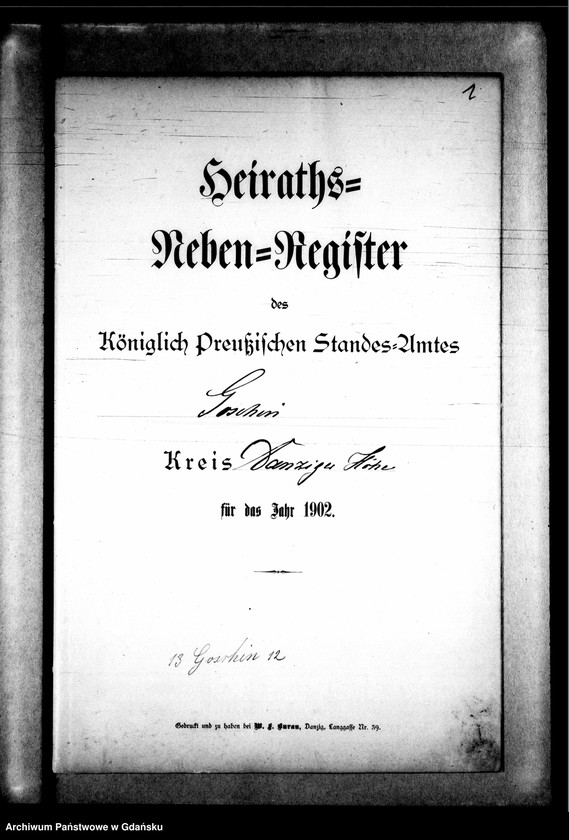 1
Heiraths-
Neben-Register
des
Königlich Preußischen Standes-Amtes
Goschin
Kreis Danziger Höhe
für das Jahr 1902.
13 Goschin 12
Gedruckt und zu haben bei W. F. Burau, Danzig, Langgasse Nr. 39.
Archiwum Państwowe w Gdańsku